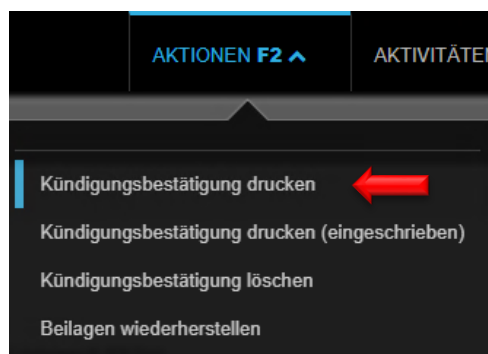 AKTIONEN F2 AKTIVITÄTEN
Kündigungsbestätigung drucken
Kündigungsbestätigung drucken (eingeschrieben)
Kündigungsbestätigung löschen
Beilagen wiederherstellen